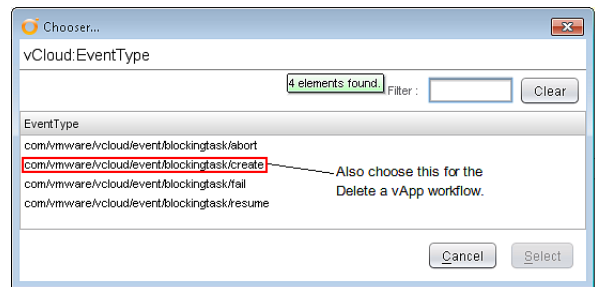 Chooser...
vCloud:EventType
4 elements found. Filter : Clear
EventType
com/vmware/vcloud/event/blockingtask/abort
com/vmware/vcloud/event/blockingtask/create
com/vmware/vcloud/event/blockingtask/fail
com/vmware/vcloud/event/blockingtask/resume
Also choose this for the
Delete a vApp workflow.
Cancel Select